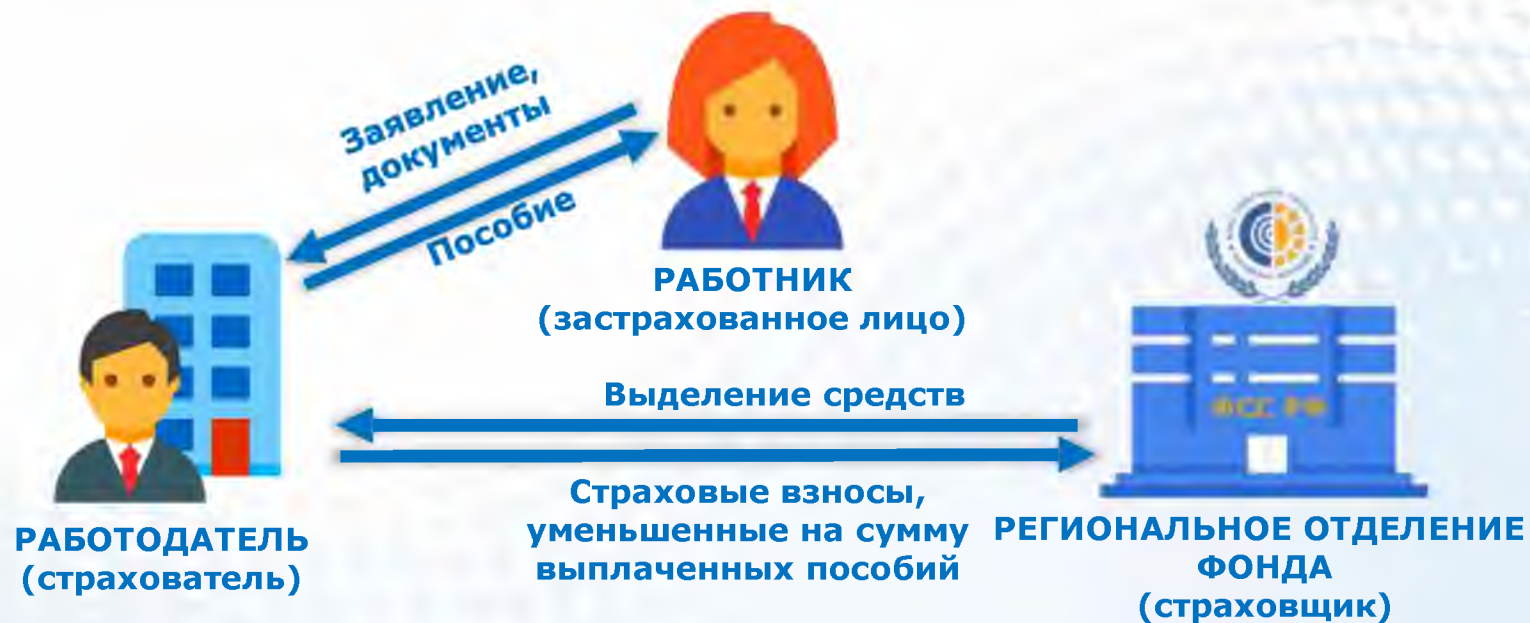 Заявление,
документы
Пособие
РАБОТНИК
(застрахованное лицо)
Выделение средств
ФСС РФ
Страховые взносы,
уменьшенные на сумму
выплаченных пособий
РАБОТОДАТЕЛЬ
(страхователь)
РЕГИОНАЛЬНОЕ ОТДЕЛЕНИЕ
ФОНДА
(страховщик)